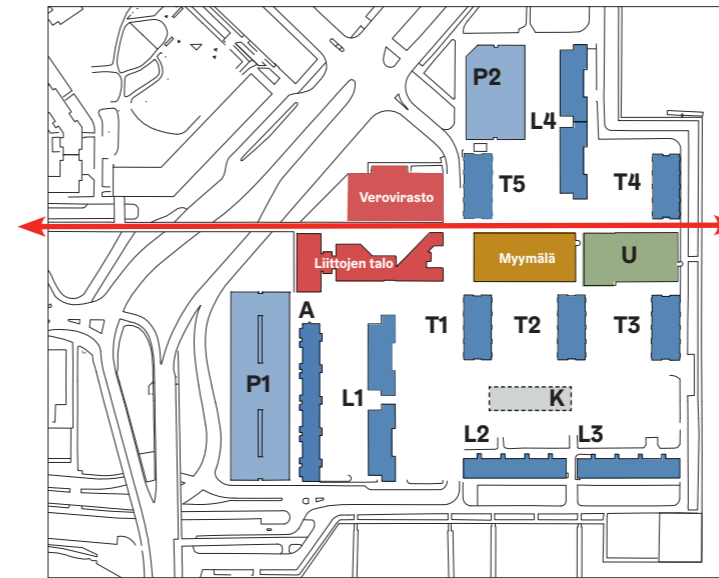 P2
L4
T5
T4
Verovirasto
Liittojen talo
Myymälä
U
A
T1
T2
T3
P1
L1
K
L2
L3